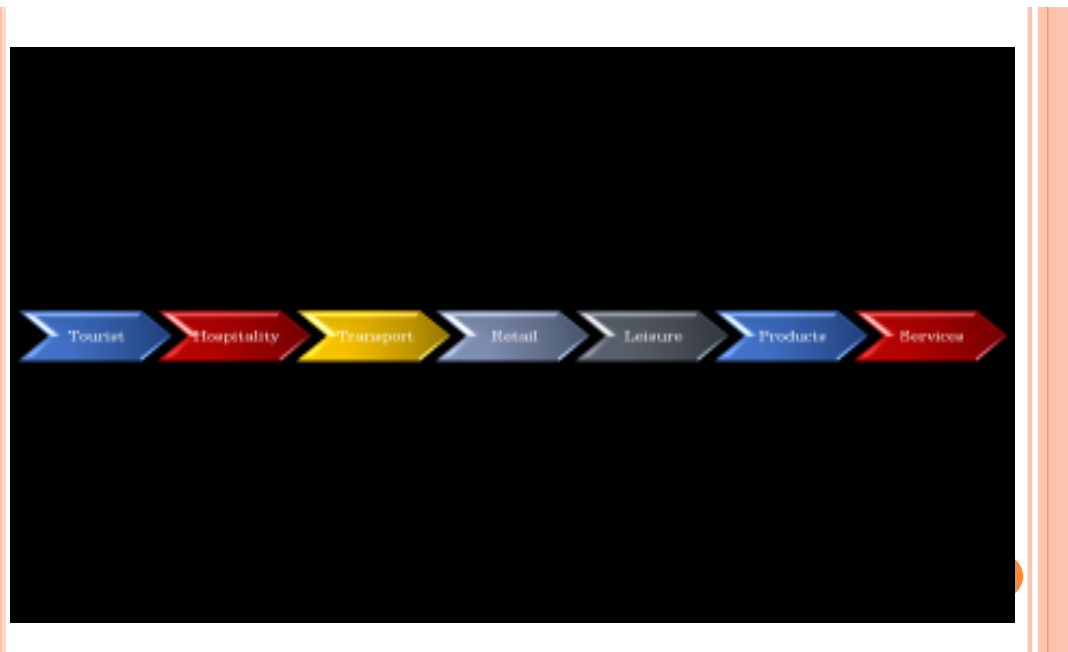 Tourist
Hospitality
Transport
Retail
Leisure
Products
Services